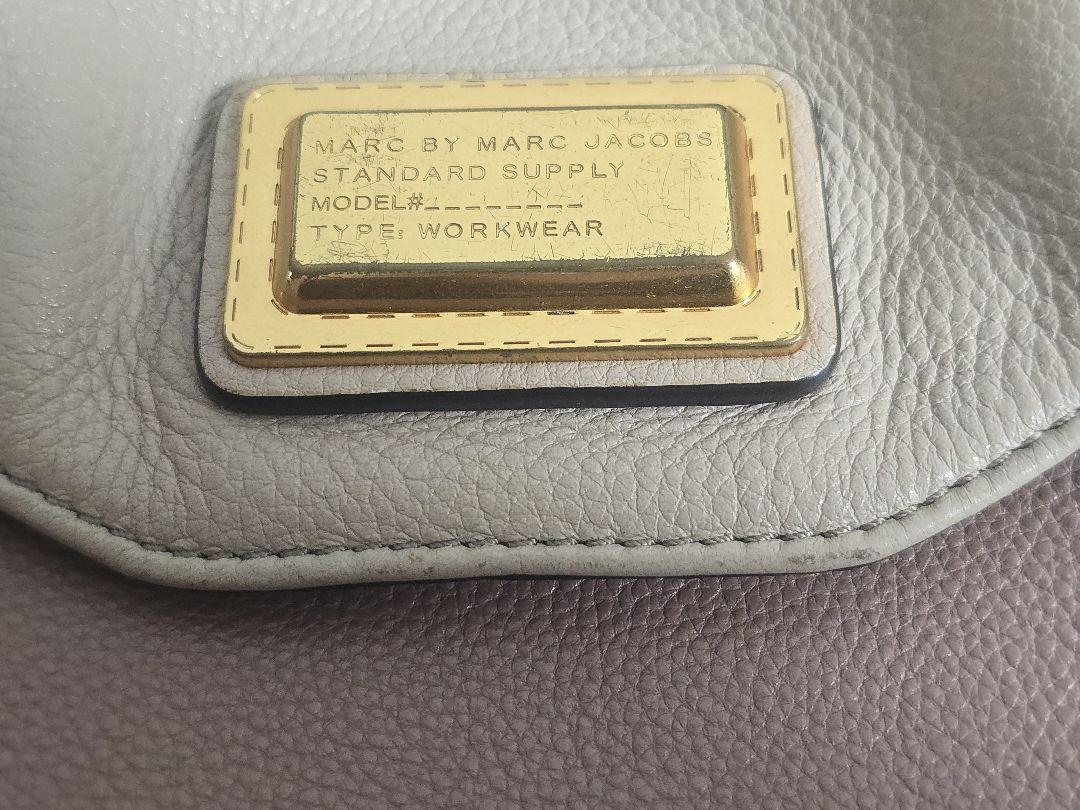 MARC BY MARC JACOBS
STANDARD SUPPLY
MODEL#________
TYPE: WORKWEAR